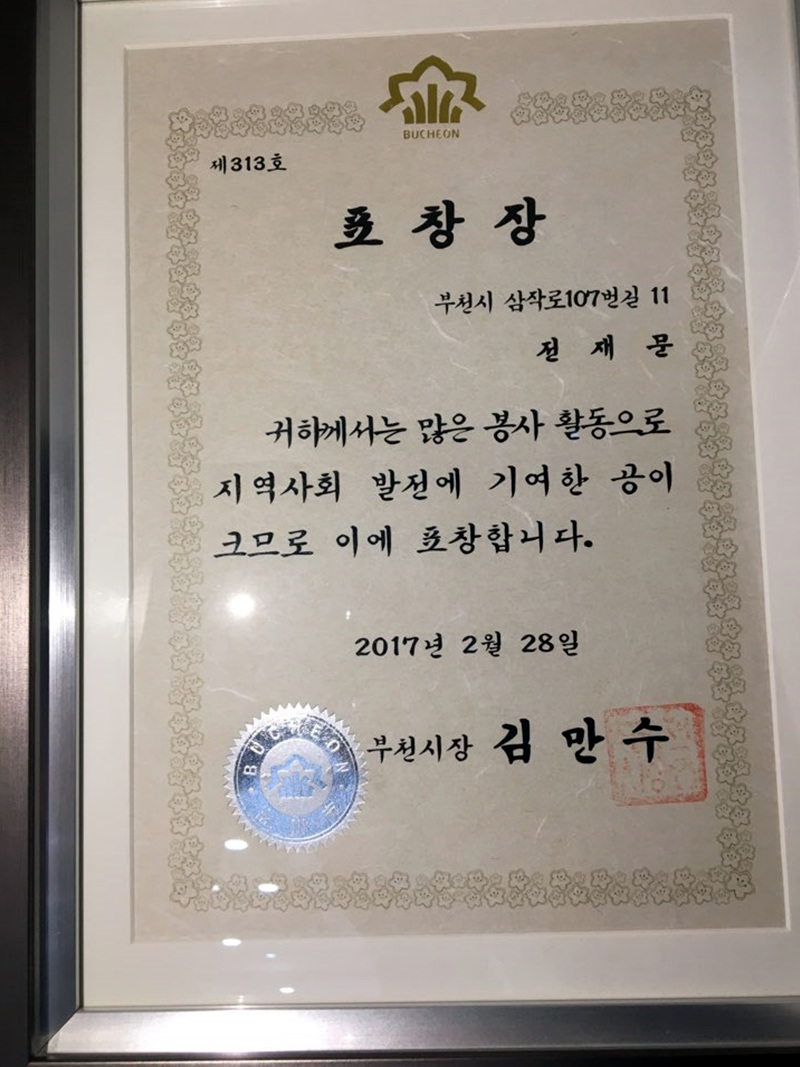 BUCHEON
제313호
표 창 장
부천시 삼작로107번길 11
전 재 문
귀하께서는 많은 봉사 활동으로
지역사회 발전에 기여한 공이
크므로 이에 표창합니다.
2017년 2월 28일
부천시장 김 만 수
BUCHEON